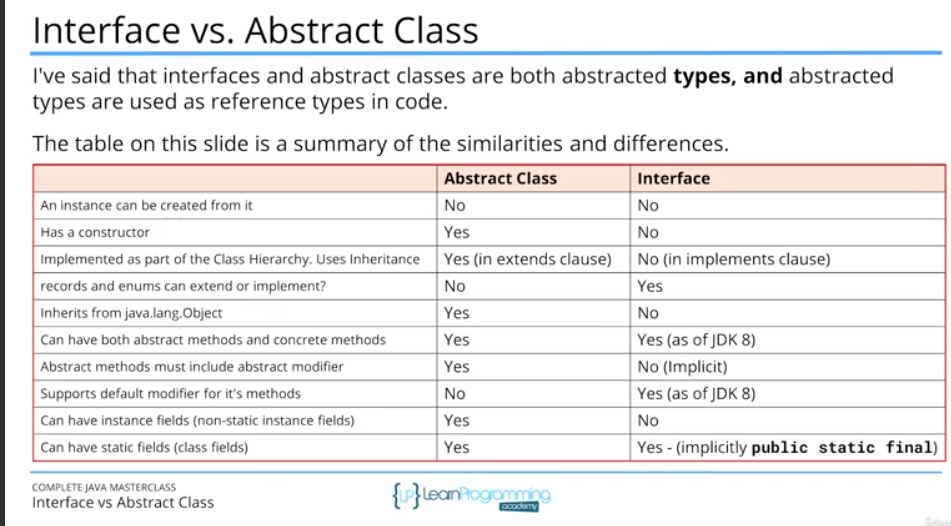 Interface vs. Abstract Class
I've said that interfaces and abstract classes are both abstracted types, and abstracted
types are used as reference types in code.
The table on this slide is a summary of the similarities and differences.
Abstract Class Interface
An instance can be created from it No No
Has a constructor Yes No
Implemented as part of the Class Hierarchy. Uses Inheritance Yes (in extends clause) No (in implements clause)
records and enums can extend or implement? No Yes
Inherits from java.lang.Object Yes No
Can have both abstract methods and concrete methods Yes Yes (as of JDK 8)
Abstract methods must include abstract modifier Yes No (Implicit)
Supports default modifier for it's methods No Yes (as of JDK 8)
Can have instance fields (non-static instance fields) Yes No
Can have static fields (class fields) Yes Yes - (implicitly public static final)
COMPLETE JAVA MASTERCLASS
Interface vs Abstract Class
{LP} LearnProgramming
academy